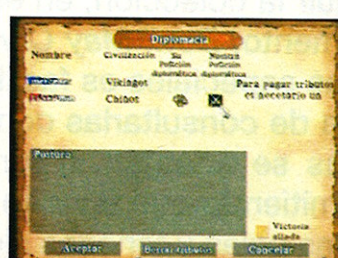 Diplomacia
Nombre Civilización Su Posición diplomática Nuestra Posición diplomática
Vikingos
Chinos
Para pagar tributos es necesario un
Postura
Victoria aliada
Aceptar Borrar tributos Cancelar